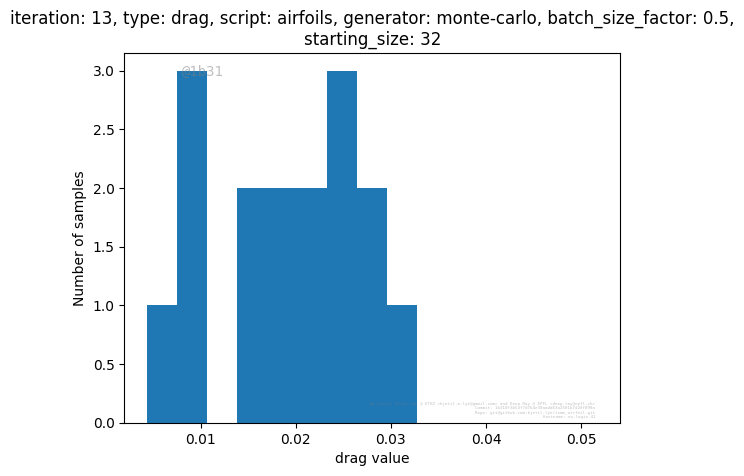 iteration: 13, type: drag, script: airfoils, generator: monte-carlo, batch_size_factor: 0.5,
starting_size: 32
@1b31
3.0
2.5
2.0
1.5
1.0
0.5
0.0
Number of samples
0.01
0.02
0.03
0.04
0.05
drag value